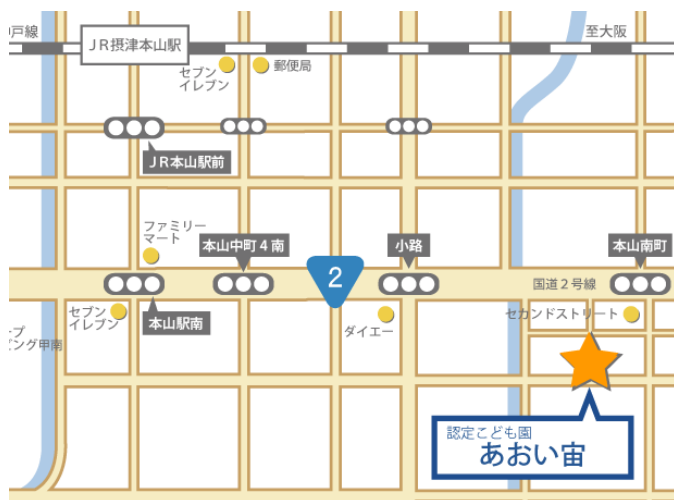 戸線
JR摂津本山駅
至大阪
セブン
イレブン
郵便局
JR本山駅前
ファミリー
マート
本山中町4南
小路
本山南町
2
国道2号線
セブン
イレブン
本山駅南
ダイエー
セカンドストリート
ープ
ピング甲南
認定こども園
あおい宙